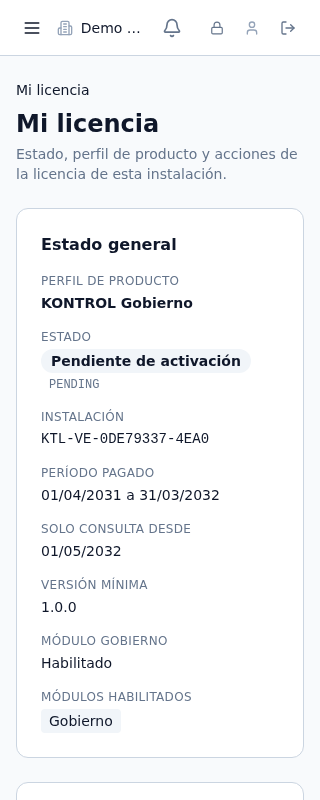 Demo ...
Mi licencia
Mi licencia
Estado, perfil de producto y acciones de
la licencia de esta instalación.
Estado general
PERFIL DE PRODUCTO
KONTROL Gobierno
ESTADO
Pendiente de activación
PENDING
INSTALACIÓN
KTL-VE-0DE79337-4EA0
PERÍODO PAGADO
01/04/2031 a 31/03/2032
SOLO CONSULTA DESDE
01/05/2032
VERSIÓN MÍNIMA
1.0.0
MÓDULO GOBIERNO
Habilitado
MÓDULOS HABILITADOS
Gobierno